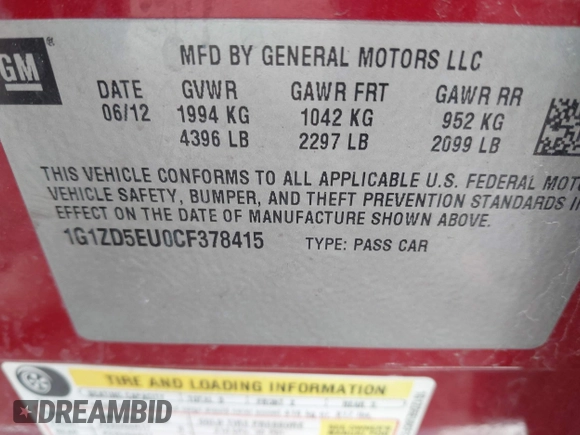 GM
MFD BY GENERAL MOTORS LLC
DATE GVWR GAWR FRT GAWR RR
06/12 1994 KG 1042 KG 952 KG
4396 LB 2297 LB 2099 LB
THIS VEHICLE CONFORMS TO ALL APPLICABLE U.S. FEDERAL MOT
VEHICLE SAFETY, BUMPER, AND THEFT PREVENTION STANDARDS IN
EFFECT ON THE DATE OF MANUFACTURE SHOWN ABOVE.
1G1ZD5EU0CF378415 TYPE: PASS CAR
TIRE AND LOADING INFORMATION
DREAMBID